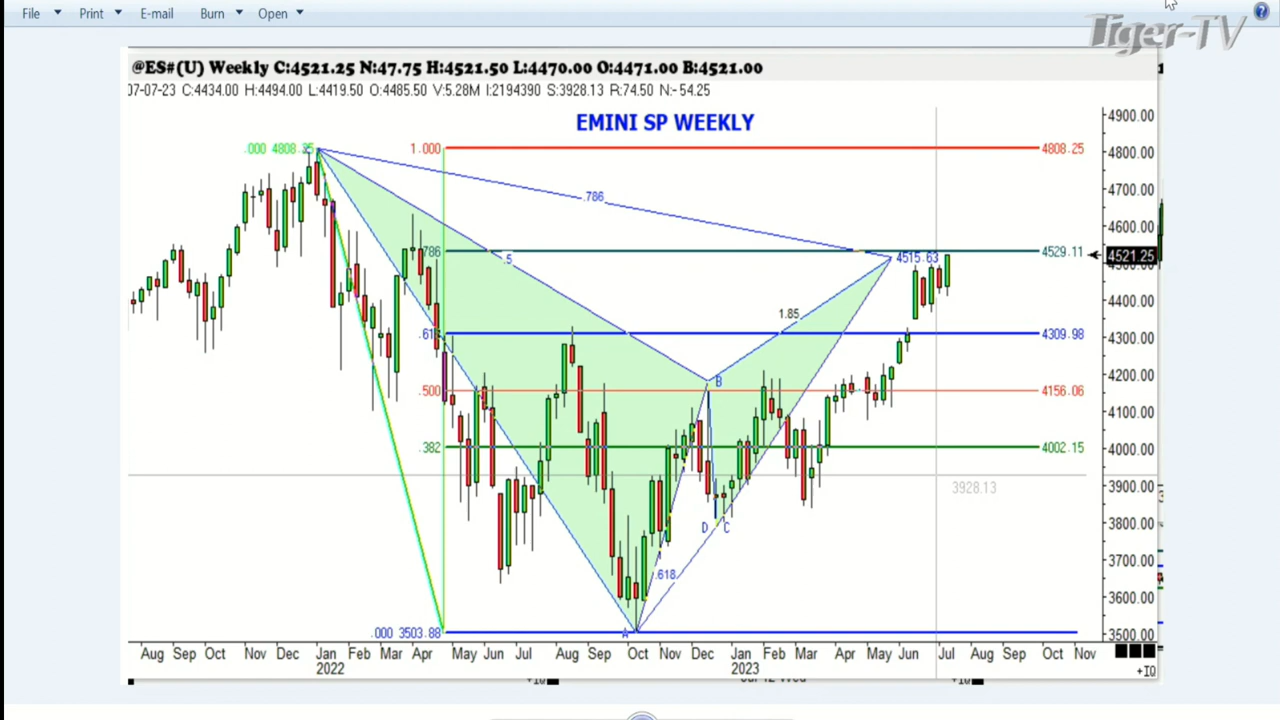 File Print E-mail Burn Open
Tiger-TV
@ES#(U) Weekly C:4521.25 N:47.75 H:4521.50 L:4470.00 O:4471.00 B:4521.00
07-07-23 C:4434.00 H:4494.00 L:4419.50 O:4485.50 V:5.28M I:2194390 S:3928.13 R:74.50 N:-54.25
EMINI SP WEEKLY
4900.00
.000 4808.25 1.000 4808.25
4800.00
4700.00
.786
4600.00
.786 4529.11
.5 4515.63 4521.25
4500.00
4400.00
1.85
.618 4309.98
4300.00
4200.00
B
.500 4156.06
4100.00
.382 4002.15
4000.00
3900.00
3928.13
3800.00
D C
3700.00
.618
3600.00
.000 3503.88 A
3500.00
Aug Sep Oct Nov Dec Jan Feb Mar Apr May Jun Jul Aug Sep Oct Nov Dec Jan Feb Mar Apr May Jun Jul Aug Sep Oct Nov
2022 2023
+IQ